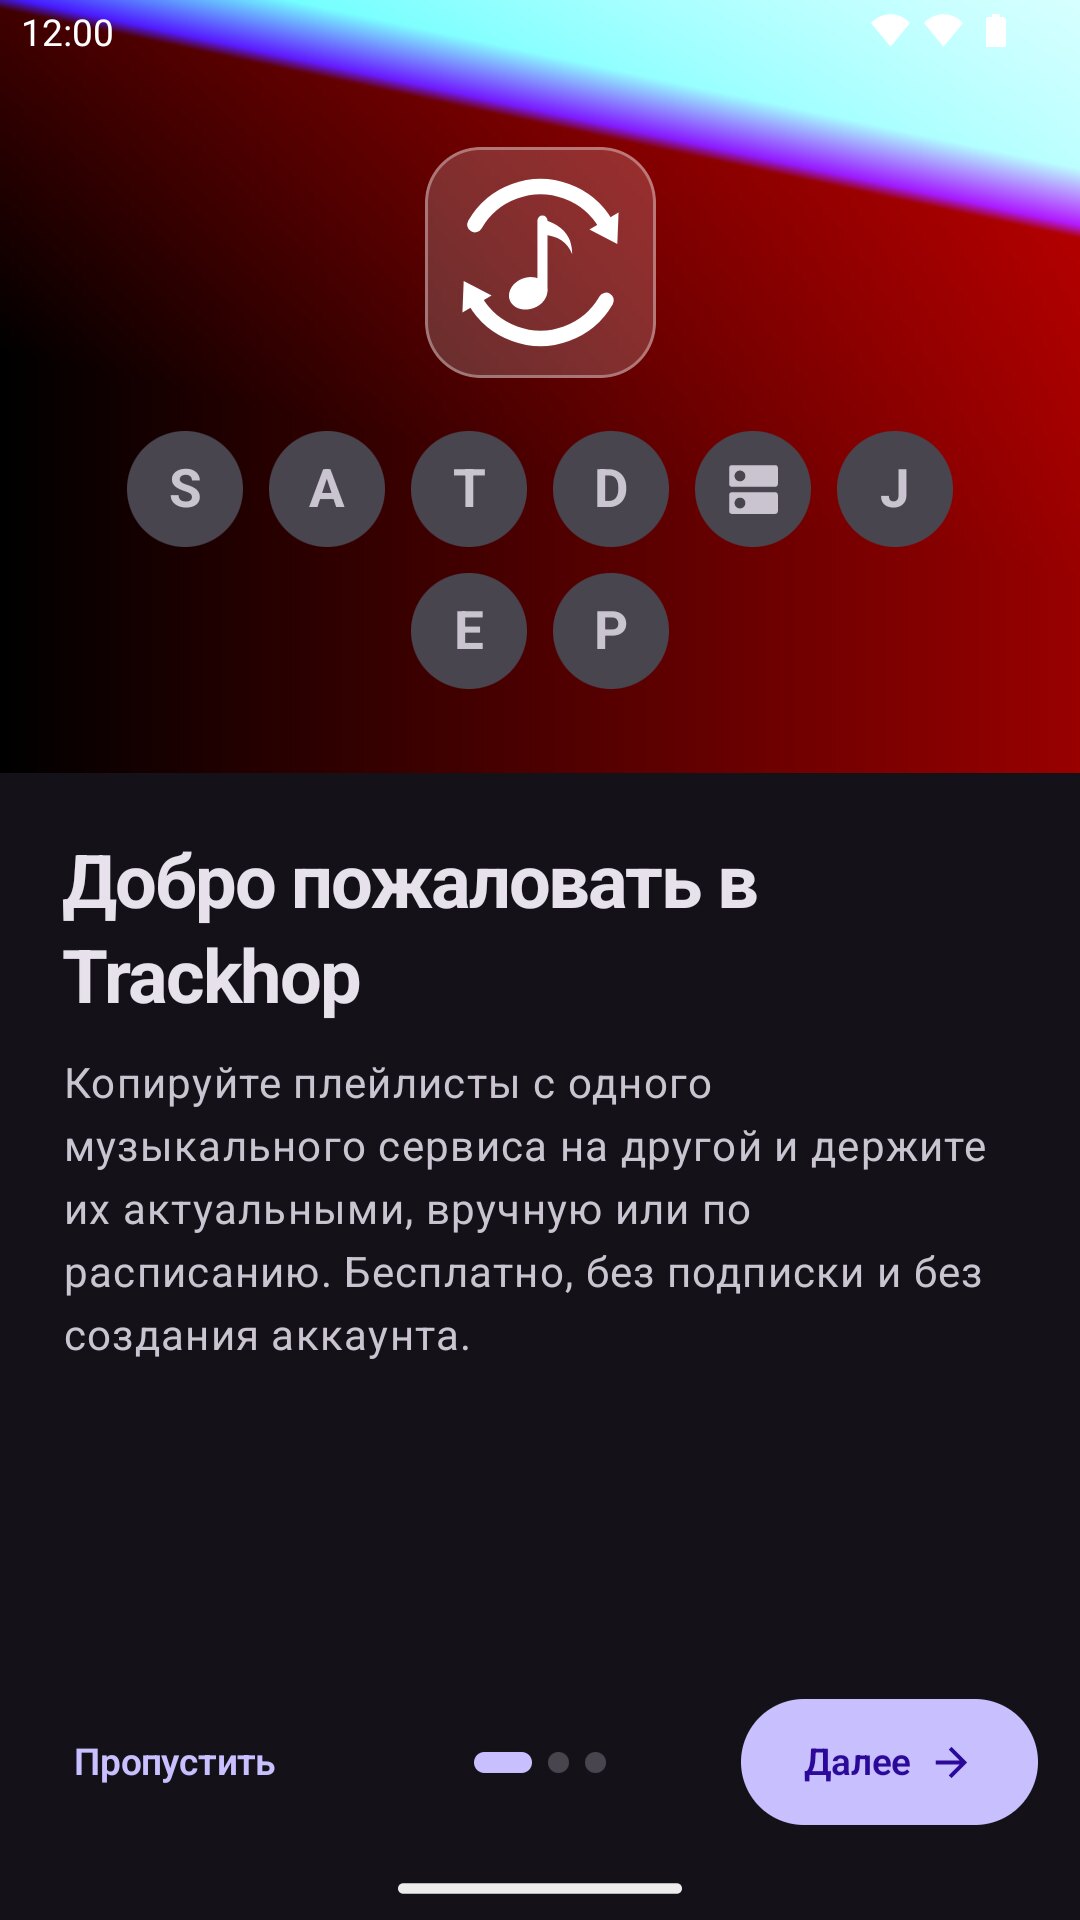 12:00
S A T D J
E P
Добро пожаловать в
Trackhop
Копируйте плейлисты с одного
музыкального сервиса на другой и держите
их актуальными, вручную или по
расписанию. Бесплатно, без подписки и без
создания аккаунта.
Пропустить
Далее